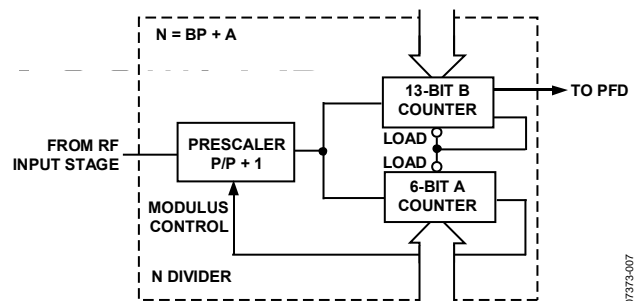 N = BP + A
13-BIT B
COUNTER
TO PFD
LOAD
LOAD
FROM RF
INPUT STAGE
PRESCALER
P/P + 1
6-BIT A
COUNTER
MODULUS
CONTROL
N DIVIDER
07373-007